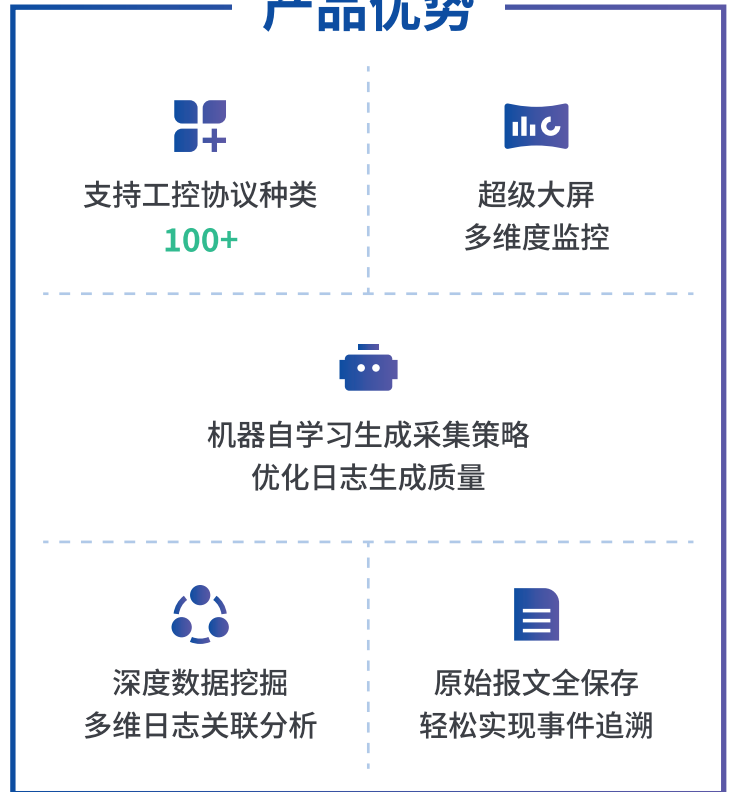 产品优势
支持工控协议种类
100+
超级大屏
多维度监控
机器自学习生成采集策略
优化日志生成质量
深度数据挖掘
多维日志关联分析
原始报文全保存
轻松实现事件追溯